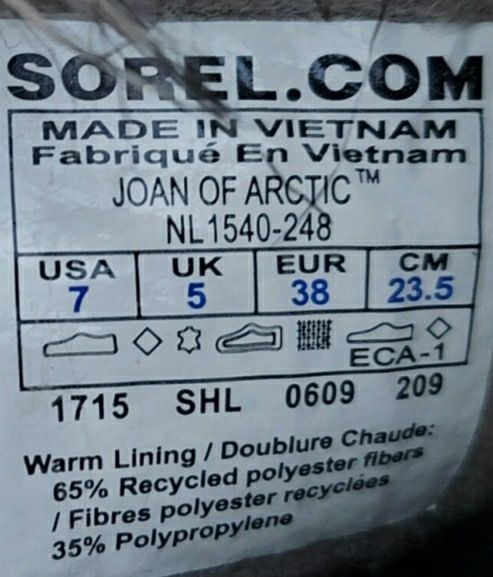 SOREL.COM
MADE IN VIETNAM
Fabriqué En Vietnam
JOAN OF ARCTIC™
NL1540-248
USA UK EUR CM
7 5 38 23.5
ECA-1
1715 SHL 0609 209
Warm Lining / Doublure Chaude:
65% Recycled polyester fibers
/ Fibres polyester recyclées
35% Polypropylene